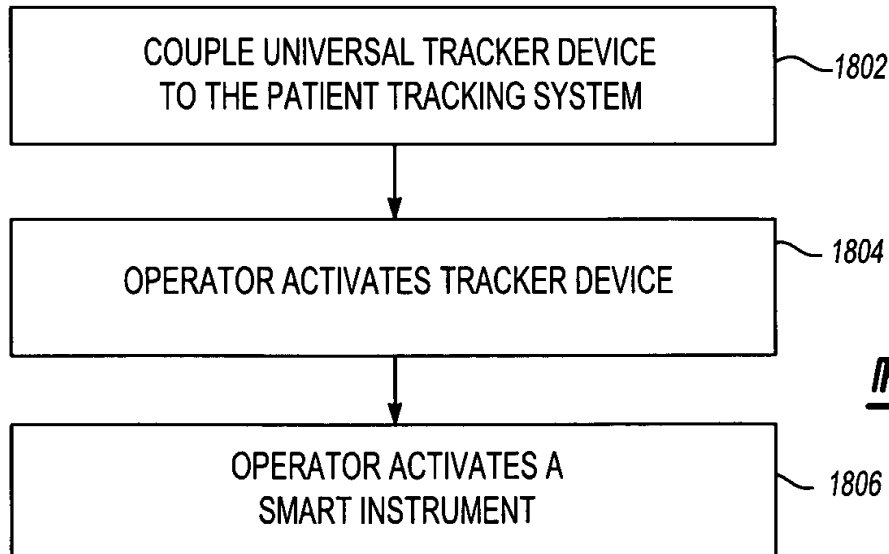 COUPLE UNIVERSAL TRACKER DEVICE
TO THE PATIENT TRACKING SYSTEM
1802
OPERATOR ACTIVATES TRACKER DEVICE
1804
OPERATOR ACTIVATES A
SMART INSTRUMENT
1806